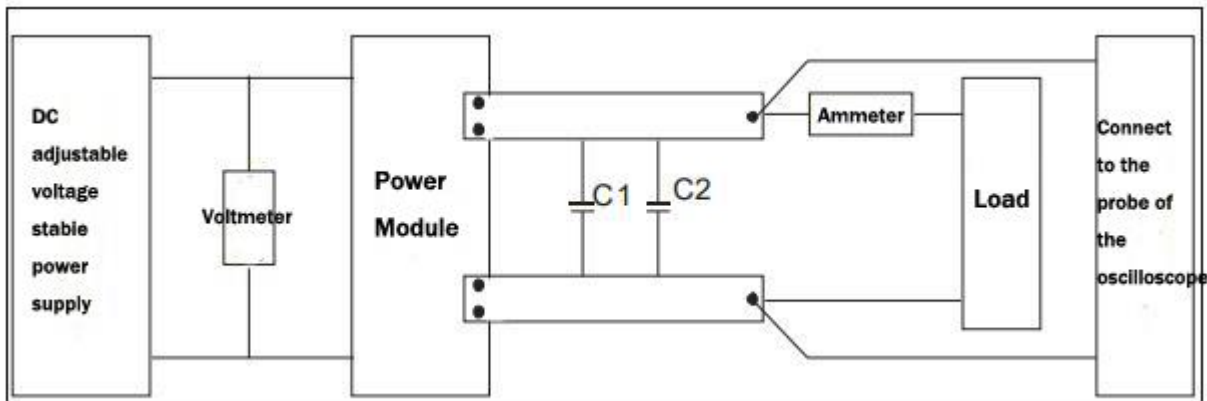 DC
adjustable
voltage
stable
power
supply
Voltmeter
Power
Module
C1
C2
Ammeter
Load
Connect
to the
probe of
the
oscilloscope